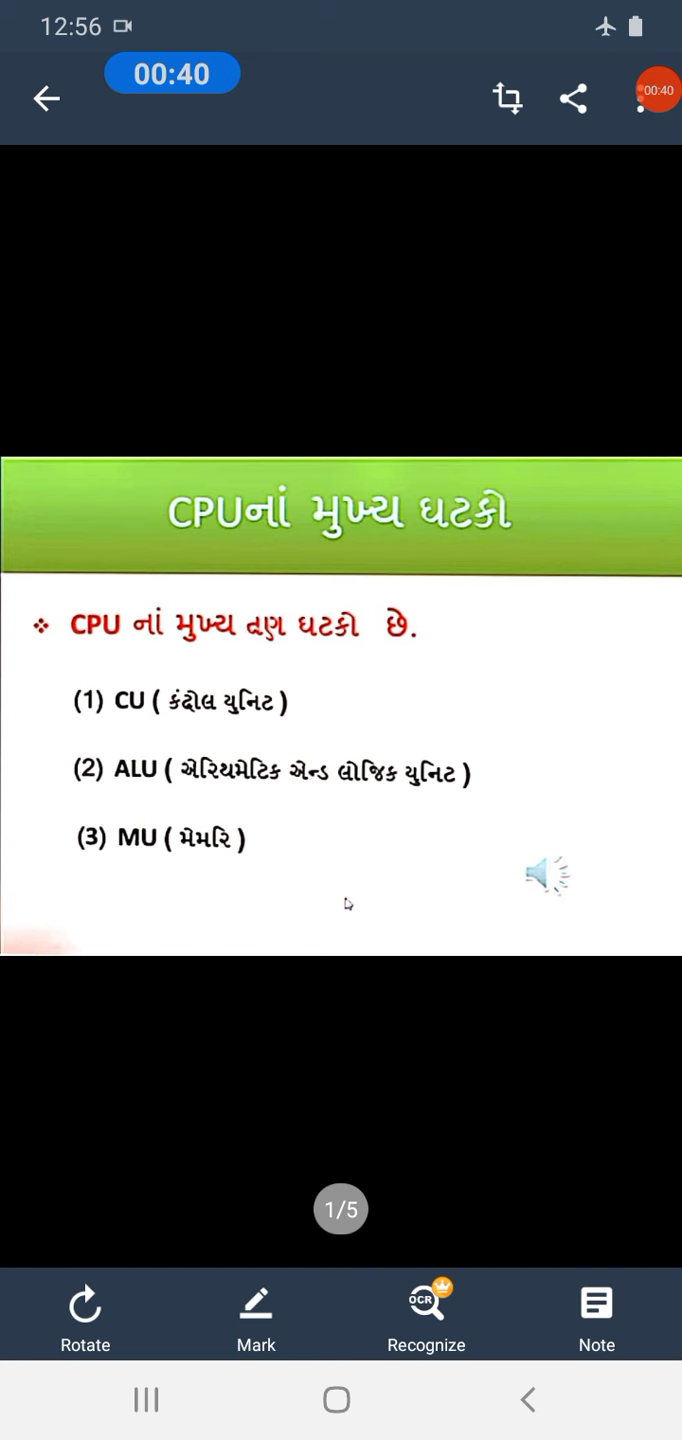 12:56
00:40
00:40
CPUનાં મુખ્ય ઘટકો
❖ CPU નાં મુખ્ય ત્રણ ઘટકો છે.
(1) CU ( કંટ્રોલ યુનિટ )
(2) ALU ( એરિથમેટિક એન્ડ લોજિક યુનિટ )
(3) MU ( મેમરિ )
1/5
OCR
Rotate Mark Recognize Note